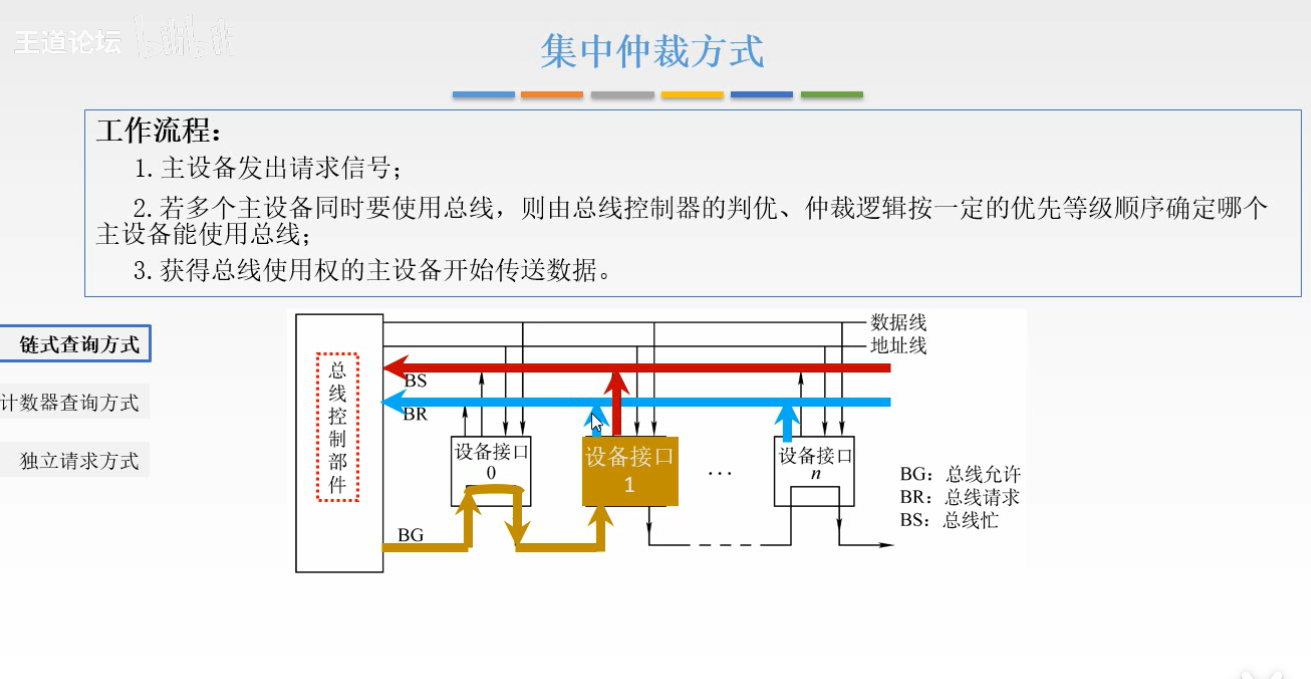 王道论坛 bilibili
集中仲裁方式
工作流程：
1. 主设备发出请求信号；
2. 若多个主设备同时要使用总线，则由总线控制器的判优、仲裁逻辑按一定的优先等级顺序确定哪个
主设备能使用总线；
3. 获得总线使用权的主设备开始传送数据。
链式查询方式
计数器查询方式
独立请求方式
总
线
控
制
部
件
数据线
地址线
BS
BR
设备接口
0
设备接口
1
...
设备接口
n
BG
BG：总线允许
BR：总线请求
BS：总线忙